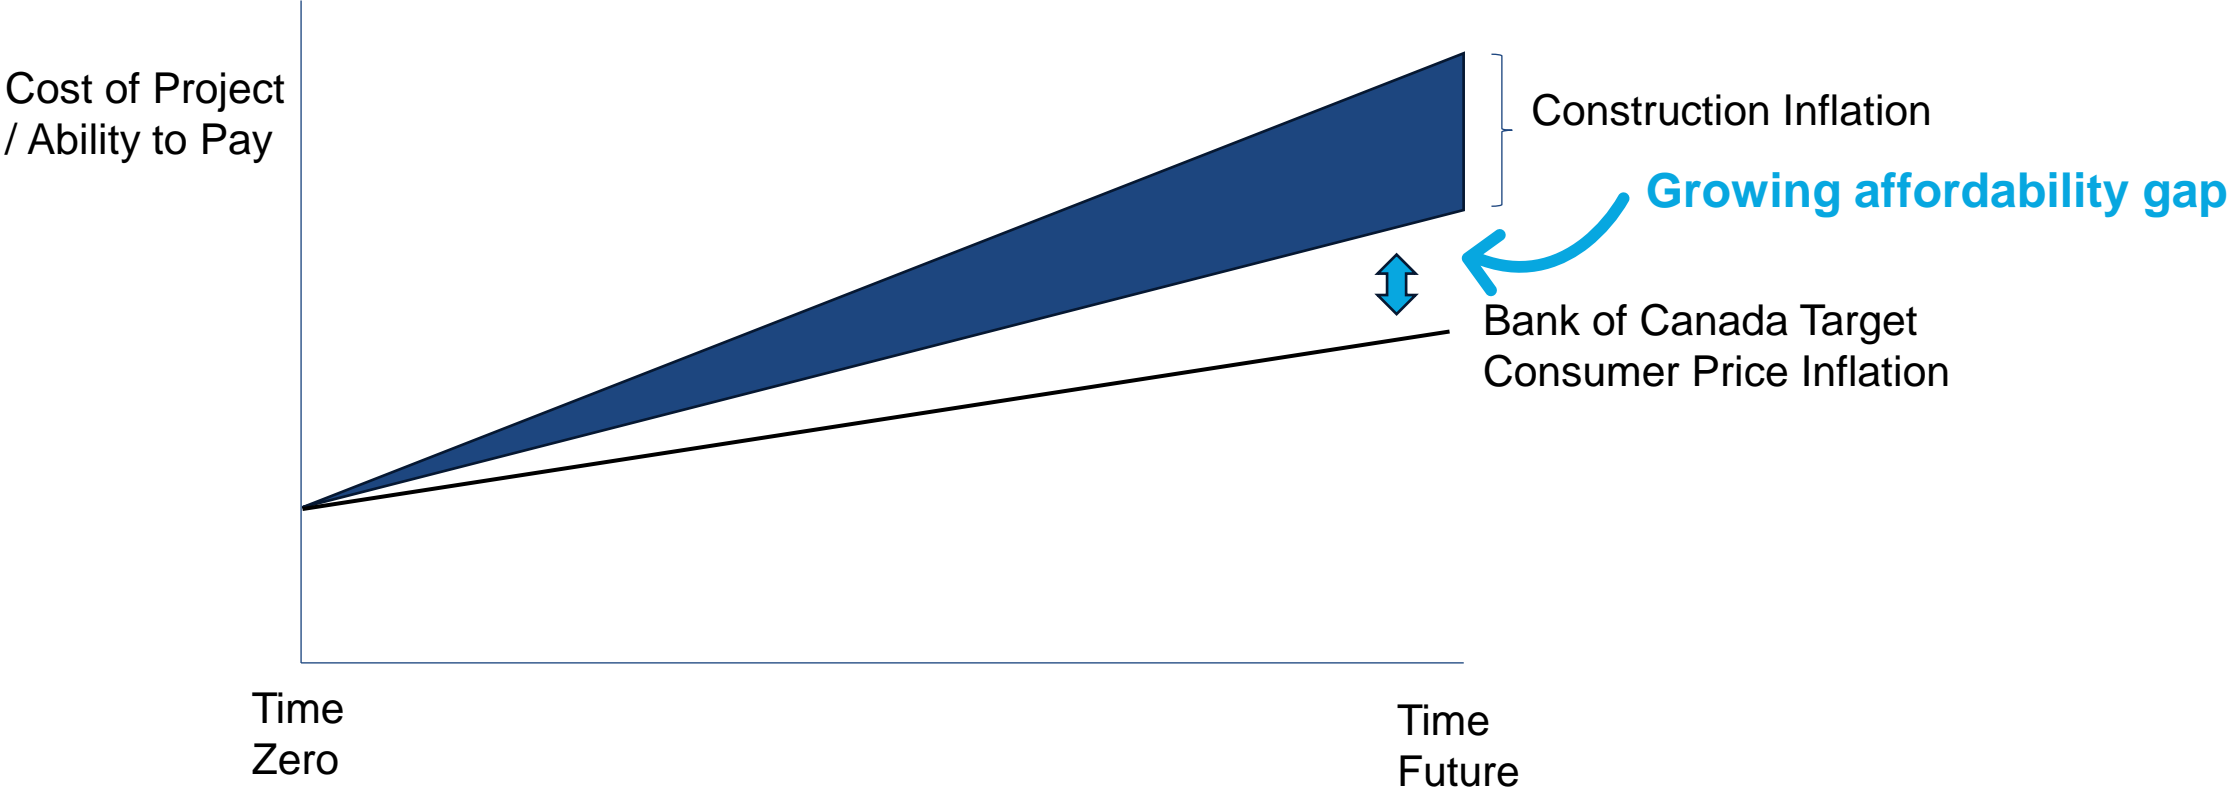 Cost of Project
/ Ability to Pay
Construction Inflation
Growing affordability gap
Bank of Canada Target
Consumer Price Inflation
Time
Zero
Time
Future